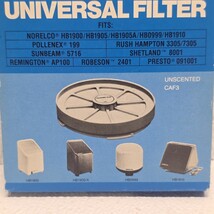 UNIVERSAL FILTER
FITS:
NORELCO® HB1900/HB1905/HB1905A/HB0999/HB1910
POLLENEX® 199 RUSH HAMPTON 3305/7305
SUNBEAM® 5716 SHETLAND® 8001
REMINGTON® AP100 ROBESON® 2401 PRESTO® 091001
UNSCENTED
CAF3